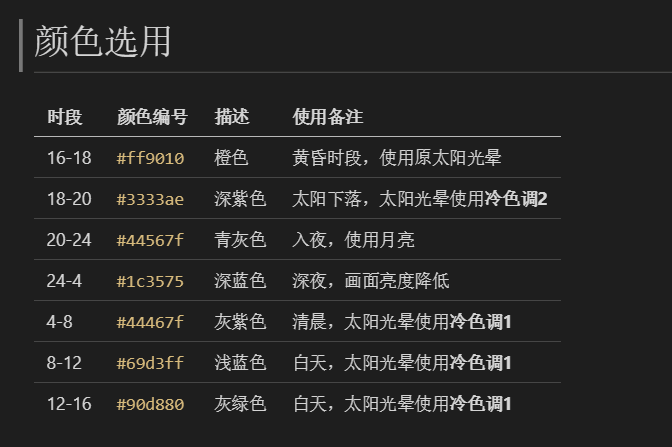 颜色选用
时段 颜色编号 描述 使用备注
16-18 #ff9010 橙色 黄昏时段，使用原太阳光晕
18-20 #3333ae 深紫色 太阳下落，太阳光晕使用冷色调2
20-24 #44567f 青灰色 入夜，使用月亮
24-4 #1c3575 深蓝色 深夜，画面亮度降低
4-8 #44467f 灰紫色 清晨，太阳光晕使用冷色调1
8-12 #69d3ff 浅蓝色 白天，太阳光晕使用冷色调1
12-16 #90d880 灰绿色 白天，太阳光晕使用冷色调1